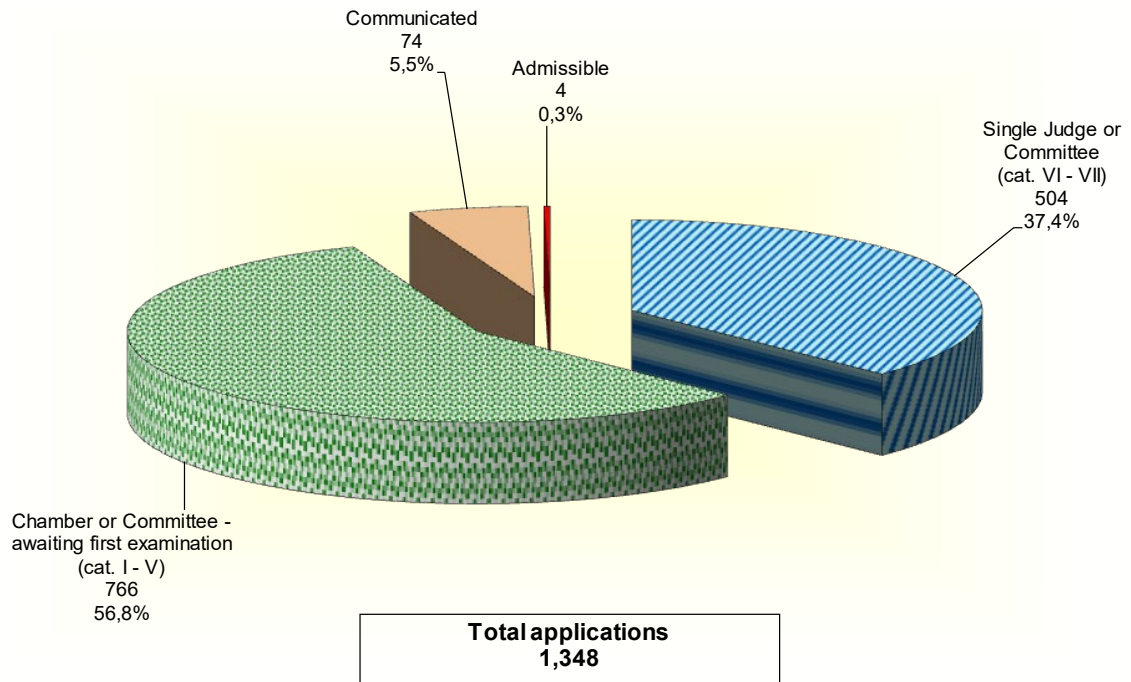 Communicated
74
5,5%
Admissible
4
0,3%
Single Judge or
Committee
(cat. VI - VII)
504
37,4%
Chamber or Committee -
awaiting first examination
(cat. I - V)
766
56,8%
Total applications
1,348